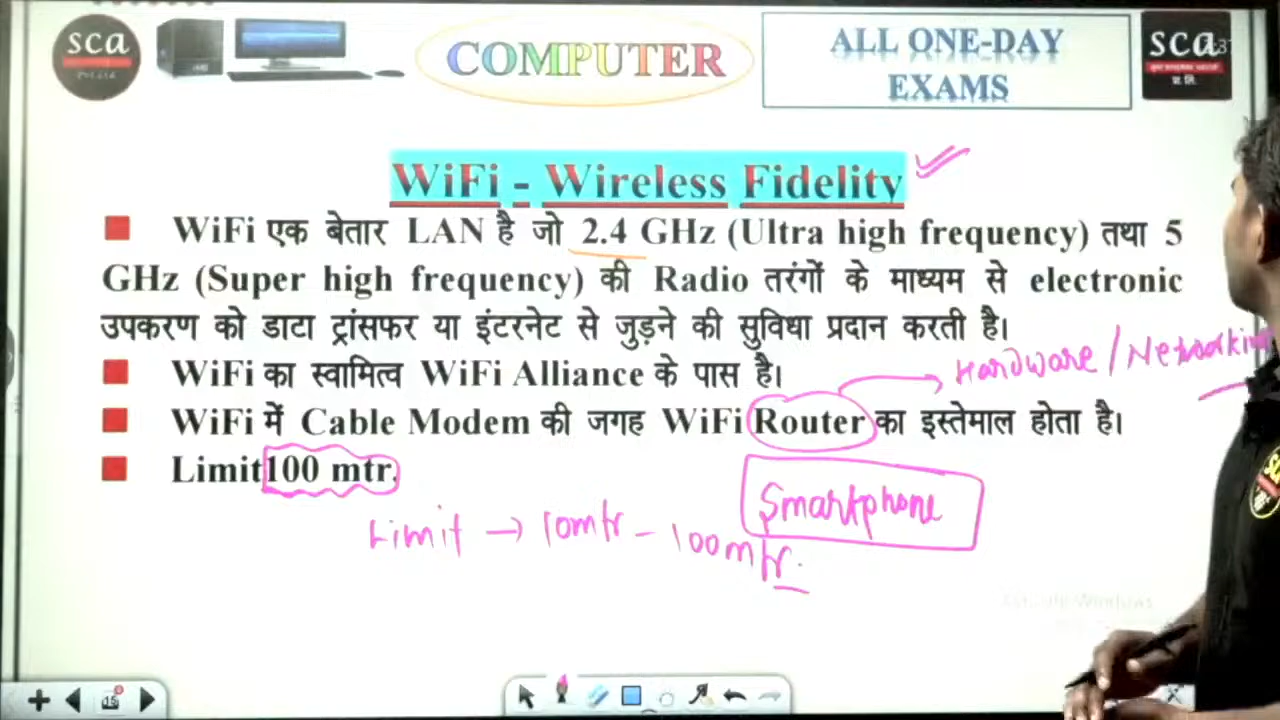 sca
COMPUTER
ALL ONE-DAY
EXAMS
sca
प्रा. लि.
WiFi - Wireless Fidelity
WiFi एक बेतार LAN है जो 2.4 GHz (Ultra high frequency) तथा 5
GHz (Super high frequency) की Radio तरंगों के माध्यम से electronic
उपकरण को डाटा ट्रांसफर या इंटरनेट से जुड़ने की सुविधा प्रदान करती है।
Hardware / Networking
WiFi का स्वामित्व WiFi Alliance के पास है।
WiFi में Cable Modem की जगह WiFi Router का इस्तेमाल होता है।
Limit 100 mtr.
Smartphone
Limit → 10mtr - 100mtr.
15